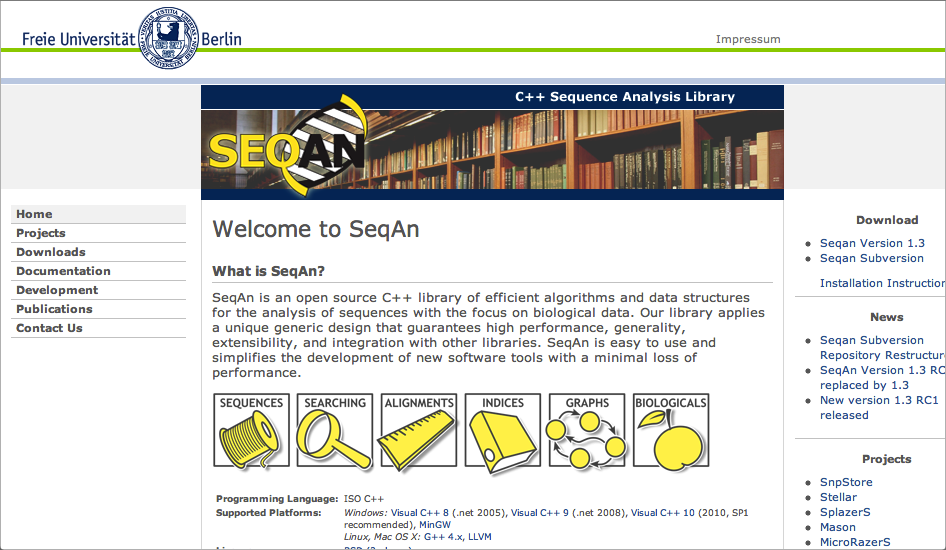 Freie Universität Berlin
Impressum
C++ Sequence Analysis Library
SEQAN
Home
Projects
Downloads
Documentation
Development
Publications
Contact Us
Welcome to SeqAn
What is SeqAn?
SeqAn is an open source C++ library of efficient algorithms and data structures
for the analysis of sequences with the focus on biological data. Our library applies
a unique generic design that guarantees high performance, generality,
extensibility, and integration with other libraries. SeqAn is easy to use and
simplifies the development of new software tools with a minimal loss of
performance.
SEQUENCES SEARCHING ALIGNMENTS INDICES GRAPHS BIOLOGICALS
Programming Language: ISO C++
Supported Platforms: Windows: Visual C++ 8 (.net 2005), Visual C++ 9 (.net 2008), Visual C++ 10 (2010, SP1
recommended), MinGW
Linux, Mac OS X: G++ 4.x, LLVM
Download
Seqan Version 1.3
Seqan Subversion
Installation Instruction
News
Seqan Subversion
Repository Restructure
SeqAn Version 1.3 RC
replaced by 1.3
New version 1.3 RC1
released
Projects
SnpStore
Stellar
SplazerS
Mason
MicroRazerS